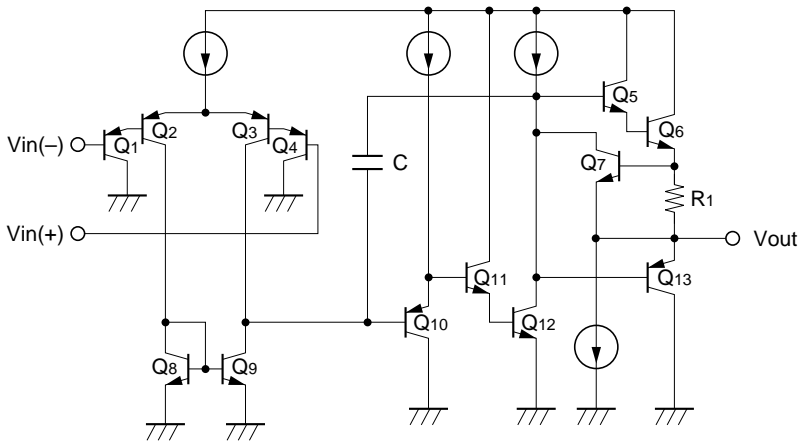 Q5
Q2
Q3
Q6
Vin(–)
Q1
Q4
Q7
C
R1
Vin(+)
Vout
Q11
Q13
Q10
Q12
Q8
Q9